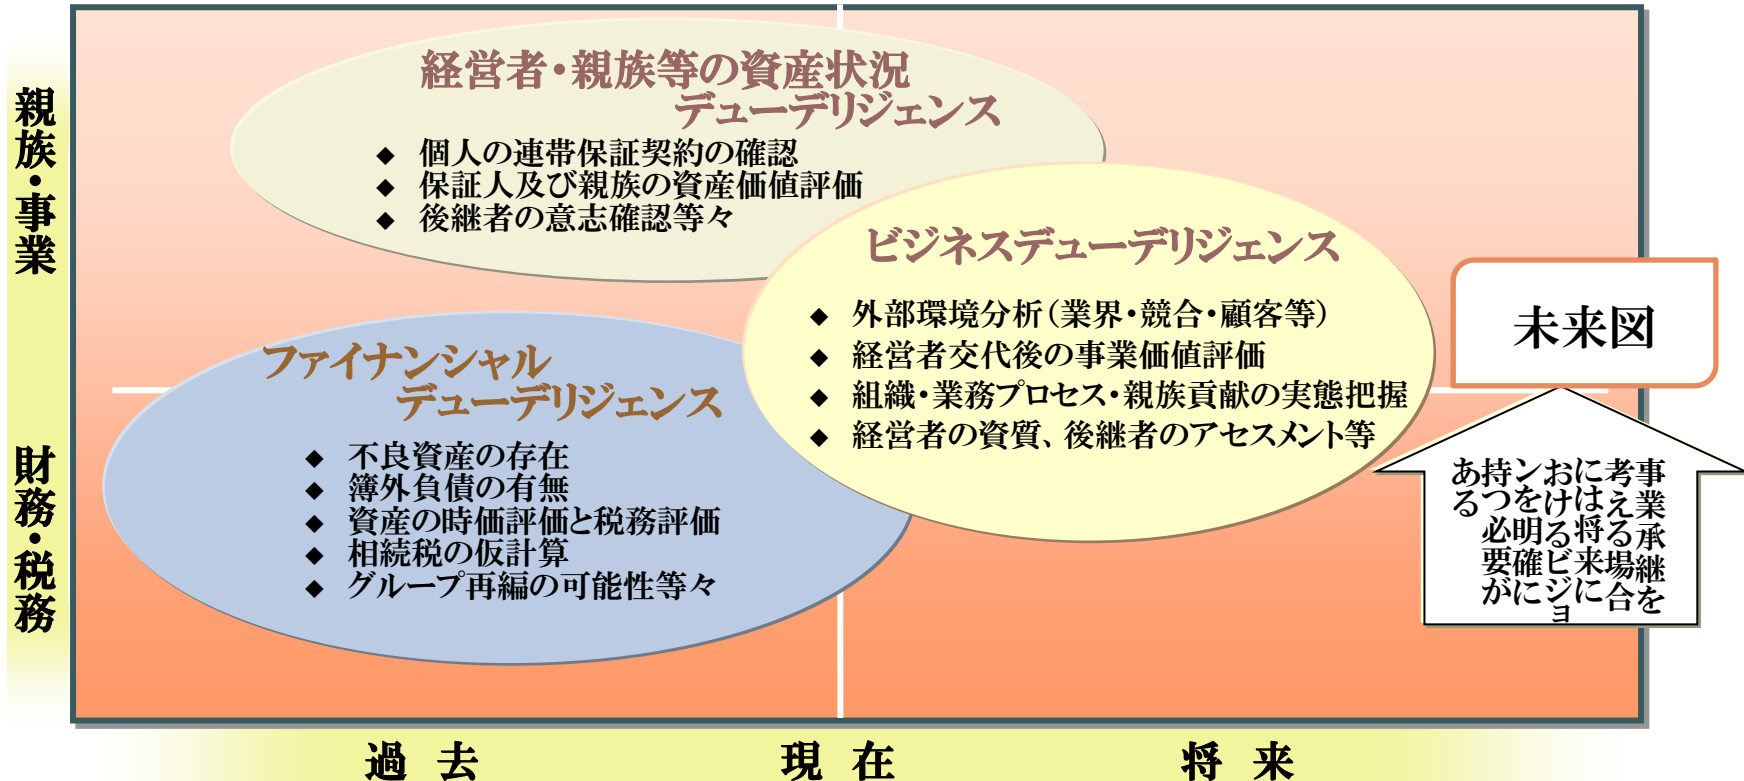 親族・事業
財務・税務
経営者・親族等の資産状況
デューデリジェンス
◆ 個人の連帯保証契約の確認
◆ 保証人及び親族の資産価値評価
◆ 後継者の意志確認等々
ビジネスデューデリジェンス
◆ 外部環境分析（業界・競合・顧客等）
◆ 経営者交代後の事業価値評価
◆ 組織・業務プロセス・親族貢献の実態把握
◆ 経営者の資質、後継者のアセスメント等
ファイナンシャル
デューデリジェンス
◆ 不良資産の存在
◆ 簿外負債の有無
◆ 資産の時価評価と税務評価
◆ 相続税の仮計算
◆ グループ再編の可能性等々
未来図
事業承継を
考える場合
には将来に
おけるビジョ
ンを明確に
持つ必要が
ある
過去
現在
将来